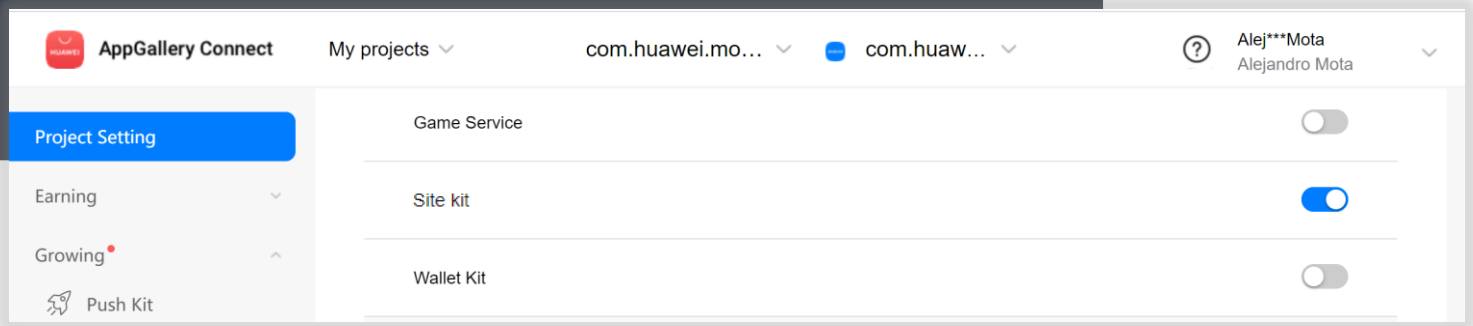 HUAWEI
AppGallery Connect
My projects
com.huawei.mo...
com.huaw...
Alej***Mota
Alejandro Mota
Project Setting
Earning
Growing
Push Kit
Game Service
Site kit
Wallet Kit